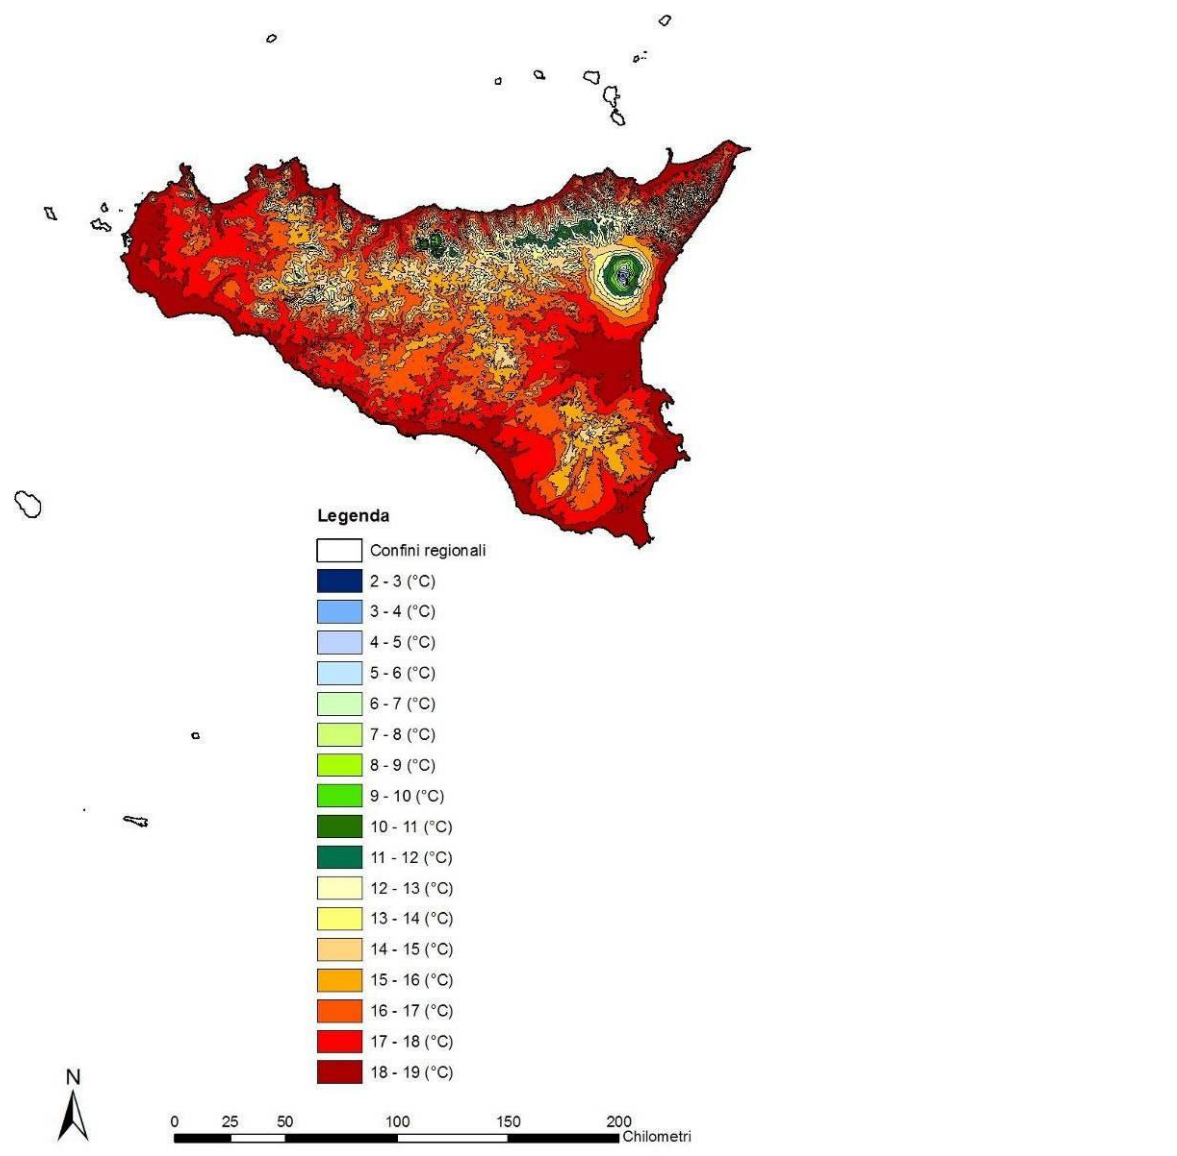 Legenda
Confini regionali
2 - 3 (°C)
3 - 4 (°C)
4 - 5 (°C)
5 - 6 (°C)
6 - 7 (°C)
7 - 8 (°C)
8 - 9 (°C)
9 - 10 (°C)
10 - 11 (°C)
11 - 12 (°C)
12 - 13 (°C)
13 - 14 (°C)
14 - 15 (°C)
15 - 16 (°C)
16 - 17 (°C)
17 - 18 (°C)
18 - 19 (°C)
N
0 25 50 100 150 200
Chilometri